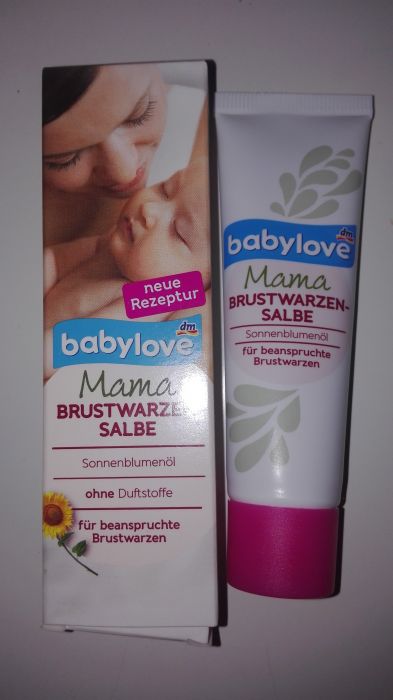 neue
Rezeptur
dm
babylove
Mama
BRUSTWARZEN-
SALBE
Sonnenblumenöl
ohne Duftstoffe
für beanspruchte
Brustwarzen
dm
babylove
Mama
BRUSTWARZEN-
SALBE
Sonnenblumenöl
für beanspruchte
Brustwarzen